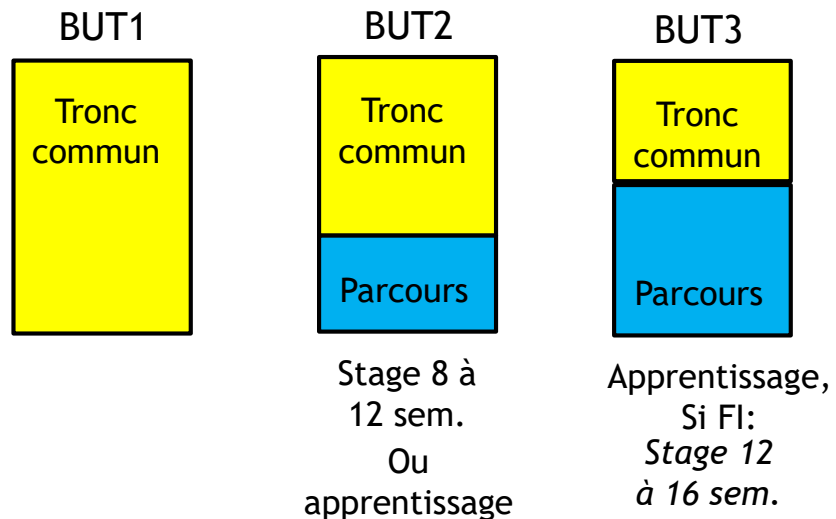 BUT1
Tronc
commun
BUT2
Tronc
commun
Parcours
Stage 8 à
12 sem.
Ou
apprentissage
BUT3
Tronc
commun
Parcours
Apprentissage,
Si FI:
Stage 12
à 16 sem.